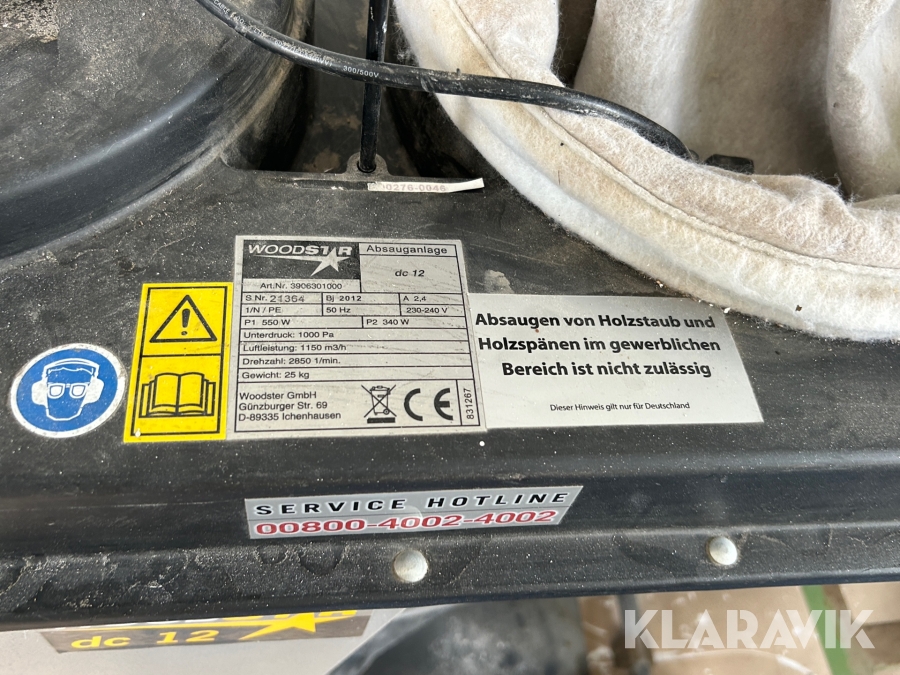 300/500V
00276-0046
WOODSTAR
Absauganlage
dc 12
Art.Nr. 3906301000
S.Nr. 21364 Bj 2012 A 2,4
1/N / PE 50 Hz 230-240 V
P1 550 W P2 340 W
Unterdruck: 1000 Pa
Luftleistung: 1150 m3/h
Drehzahl: 2850 1/min.
Gewicht: 25 kg
Woodster GmbH
Günzburger Str. 69
D-89335 Ichenhausen
CE
831267
Absaugen von Holzstaub und
Holzspänen im gewerblichen
Bereich ist nicht zulässig
Dieser Hinweis gilt nur für Deutschland
SERVICE HOTLINE
00800-4002-4002
WOODSTAR
dc 12
KLARAVIK